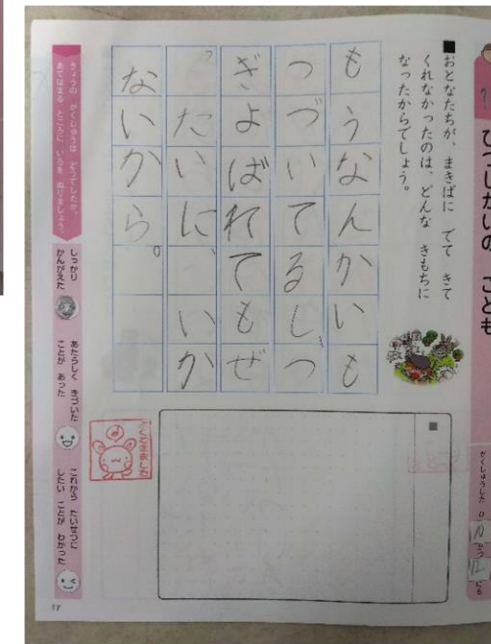 ひつじかいの こども
がくしゅうした ひ
10
がつ
12
にち
■おとなたちが、まきばに でて きて
くれなかったのは、どんな きもちに
なったからでしょう。
もうなんかいも
つづいてるし、つ
ぎよばれてもぜ
ったいに、いか
ないから。
きょうの がくしゅうは どうでしたか。
あてはまる ところに いろを ぬりましょう。
しっかり
かんがえた
あたらしく きづいた
ことが あった
これから たいせつに
したい ことが わかった
17